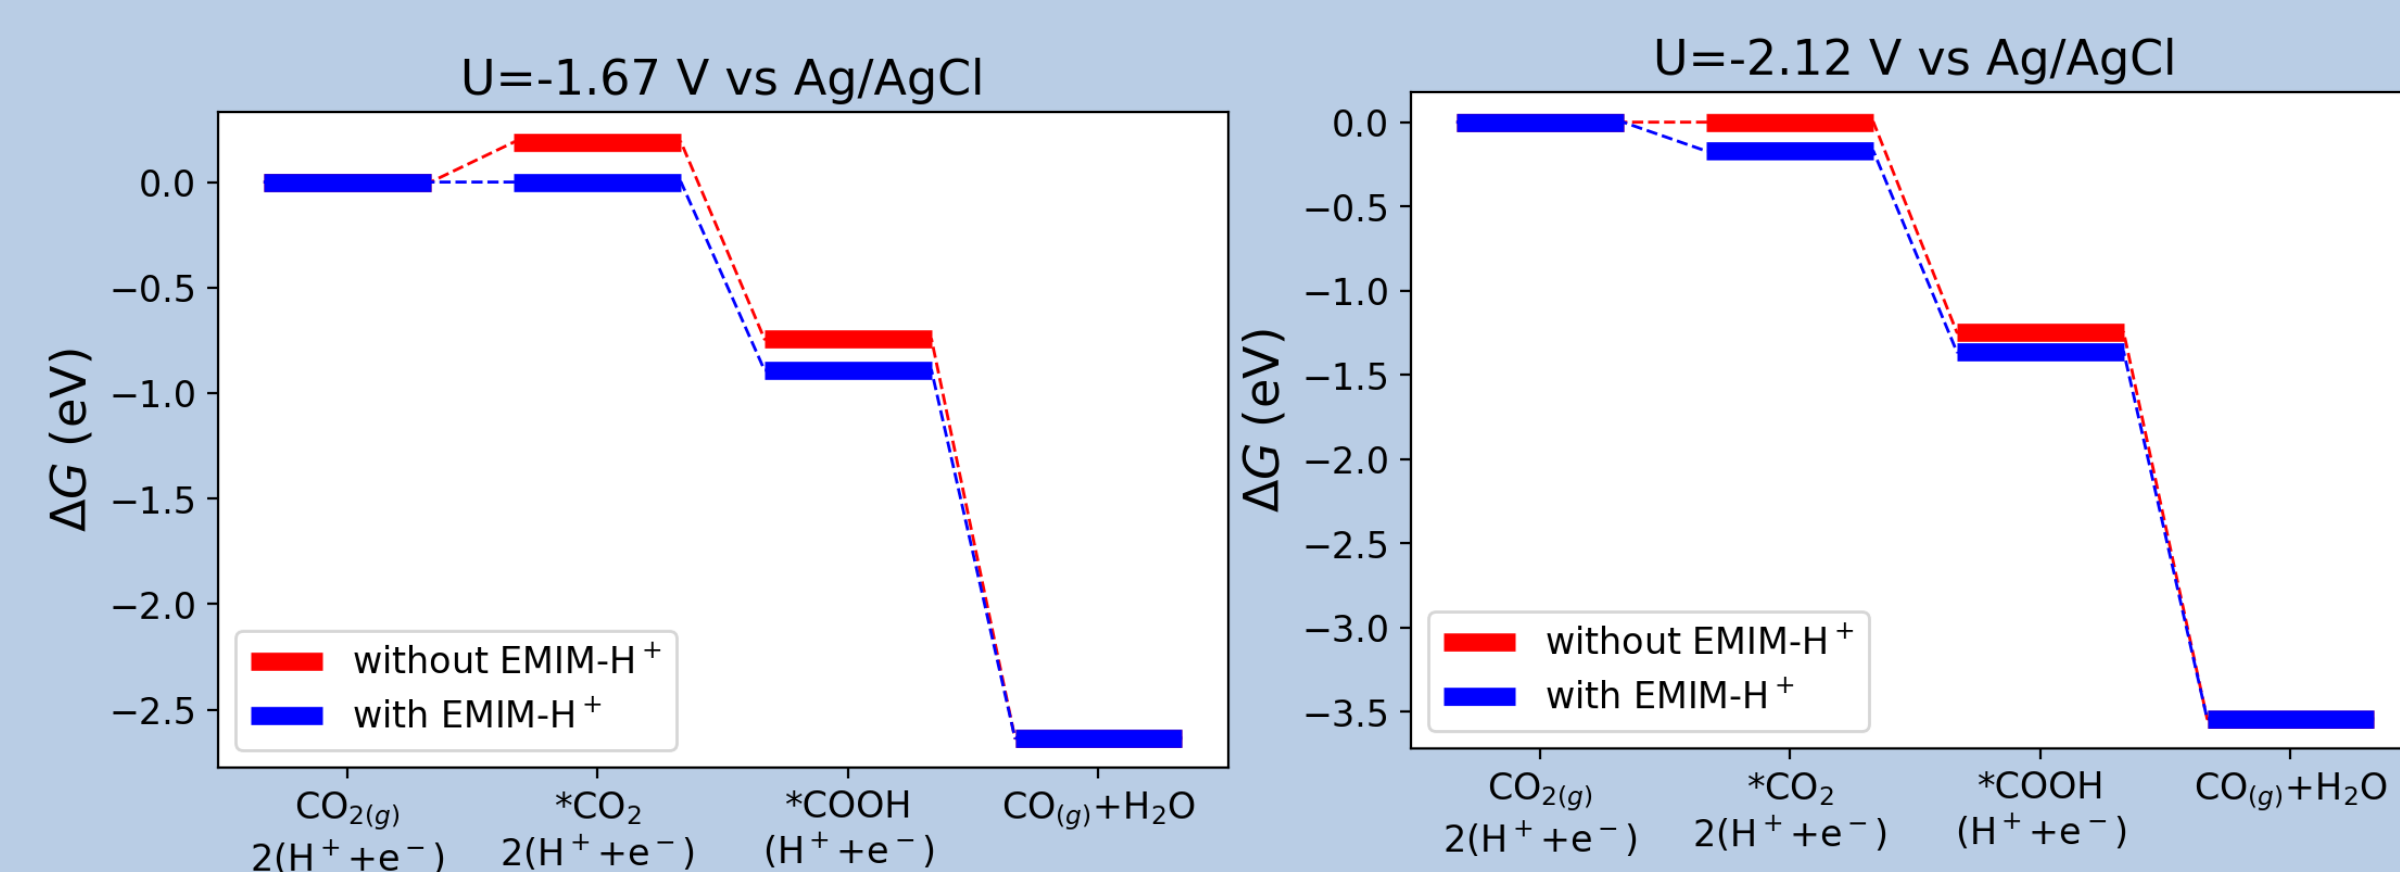 U=-1.67 V vs Ag/AgCl
ΔG (eV)
0.0
−0.5
−1.0
−1.5
−2.0
−2.5
without EMIM-H⁺
with EMIM-H⁺
CO₂₍g₎ *CO₂ *COOH CO₍g₎+H₂O
2(H⁺+e⁻) 2(H⁺+e⁻) (H⁺+e⁻)
U=-2.12 V vs Ag/AgCl
ΔG (eV)
0.0
−0.5
−1.0
−1.5
−2.0
−2.5
−3.0
−3.5
without EMIM-H⁺
with EMIM-H⁺
CO₂₍g₎ *CO₂ *COOH CO₍g₎+H₂O
2(H⁺+e⁻) 2(H⁺+e⁻) (H⁺+e⁻)